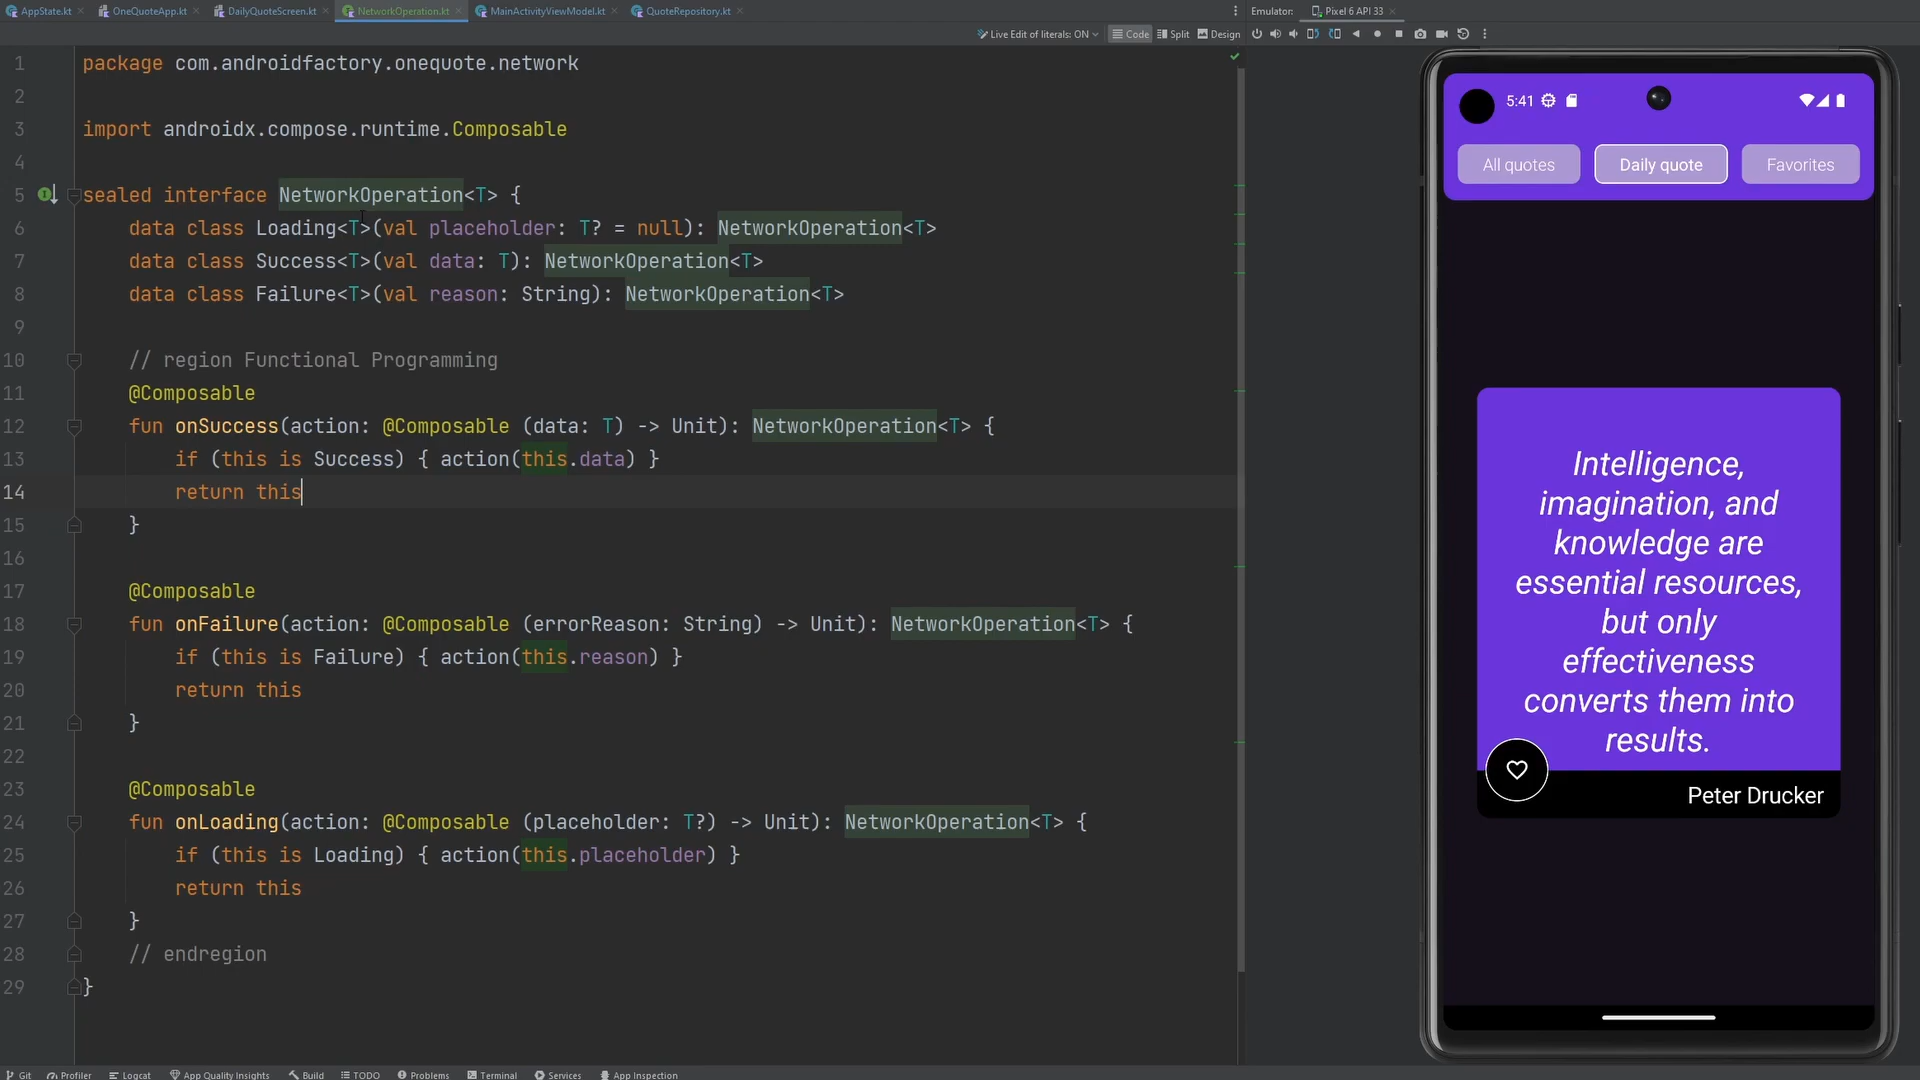 AppState.kt OneQuoteApp.kt DailyQuoteScreen.kt NetworkOperation.kt MainActivityViewModel.kt QuoteRepository.kt Emulator: Pixel 6 API 33
Live Edit of literals: ON Code Split Design
1 package com.androidfactory.onequote.network
2
3 import androidx.compose.runtime.Composable
4
5 sealed interface NetworkOperation<T> {
6 data class Loading<T>(val placeholder: T? = null): NetworkOperation<T>
7 data class Success<T>(val data: T): NetworkOperation<T>
8 data class Failure<T>(val reason: String): NetworkOperation<T>
9
10 // region Functional Programming
11 @Composable
12 fun onSuccess(action: @Composable (data: T) -> Unit): NetworkOperation<T> {
13 if (this is Success) { action(this.data) }
14 return this
15 }
16
17 @Composable
18 fun onFailure(action: @Composable (errorReason: String) -> Unit): NetworkOperation<T> {
19 if (this is Failure) { action(this.reason) }
20 return this
21 }
22
23 @Composable
24 fun onLoading(action: @Composable (placeholder: T?) -> Unit): NetworkOperation<T> {
25 if (this is Loading) { action(this.placeholder) }
26 return this
27 }
28 // endregion
29 }
5:41
All quotes Daily quote Favorites
Intelligence,
imagination, and
knowledge are
essential resources,
but only
effectiveness
converts them into
results.
Peter Drucker
Git Profiler Logcat App Quality Insights Build TODO Problems Terminal Services App Inspection